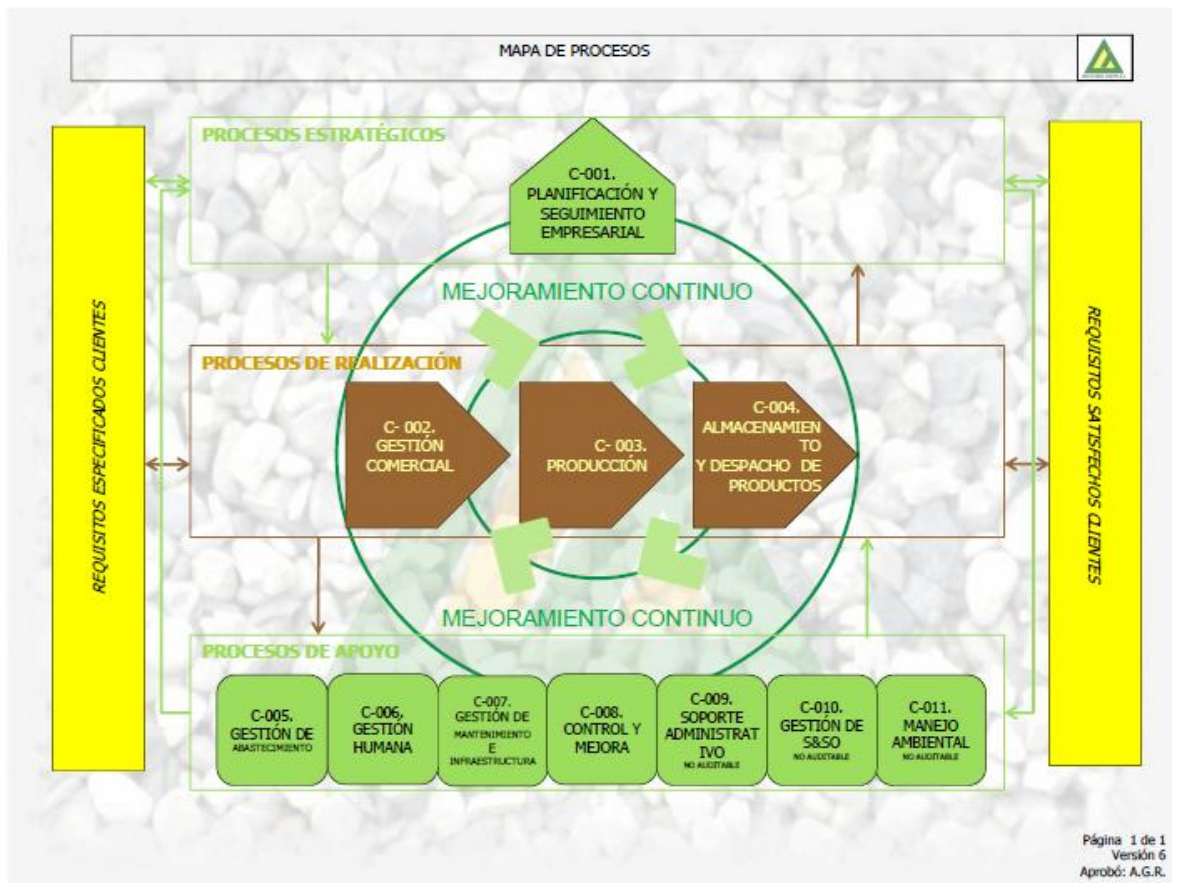 MAPA DE PROCESOS
REQUISITOS ESPECIFICADOS CLIENTES
PROCESOS ESTRATÉGICOS
C-001.
PLANIFICACIÓN Y
SEGUIMIENTO
EMPRESARIAL
MEJORAMIENTO CONTINUO
PROCESOS DE REALIZACIÓN
C- 002.
GESTIÓN
COMERCIAL
C- 003.
PRODUCCIÓN
C-004.
ALMACENAMIEN
TO
Y DESPACHO DE
PRODUCTOS
MEJORAMIENTO CONTINUO
PROCESOS DE APOYO
C-005.
GESTIÓN DE
ABASTECIMIENTO
C-006,
GESTIÓN
HUMANA
C-007.
GESTIÓN DE
MANTENIMIENTO
E
INFRAESTRUCTURA
C-008.
CONTROL Y
MEJORA
C-009.
SOPORTE
ADMINISTRAT
IVO
NO AUDITABLE
C-010.
GESTIÓN DE
S&SO
NO AUDITABLE
C-011.
MANEJO
AMBIENTAL
NO AUDITABLE
REQUISITOS SATISFECHOS CLIENTES
Página 1 de 1
Versión 6
Aprobó: A.G.R.